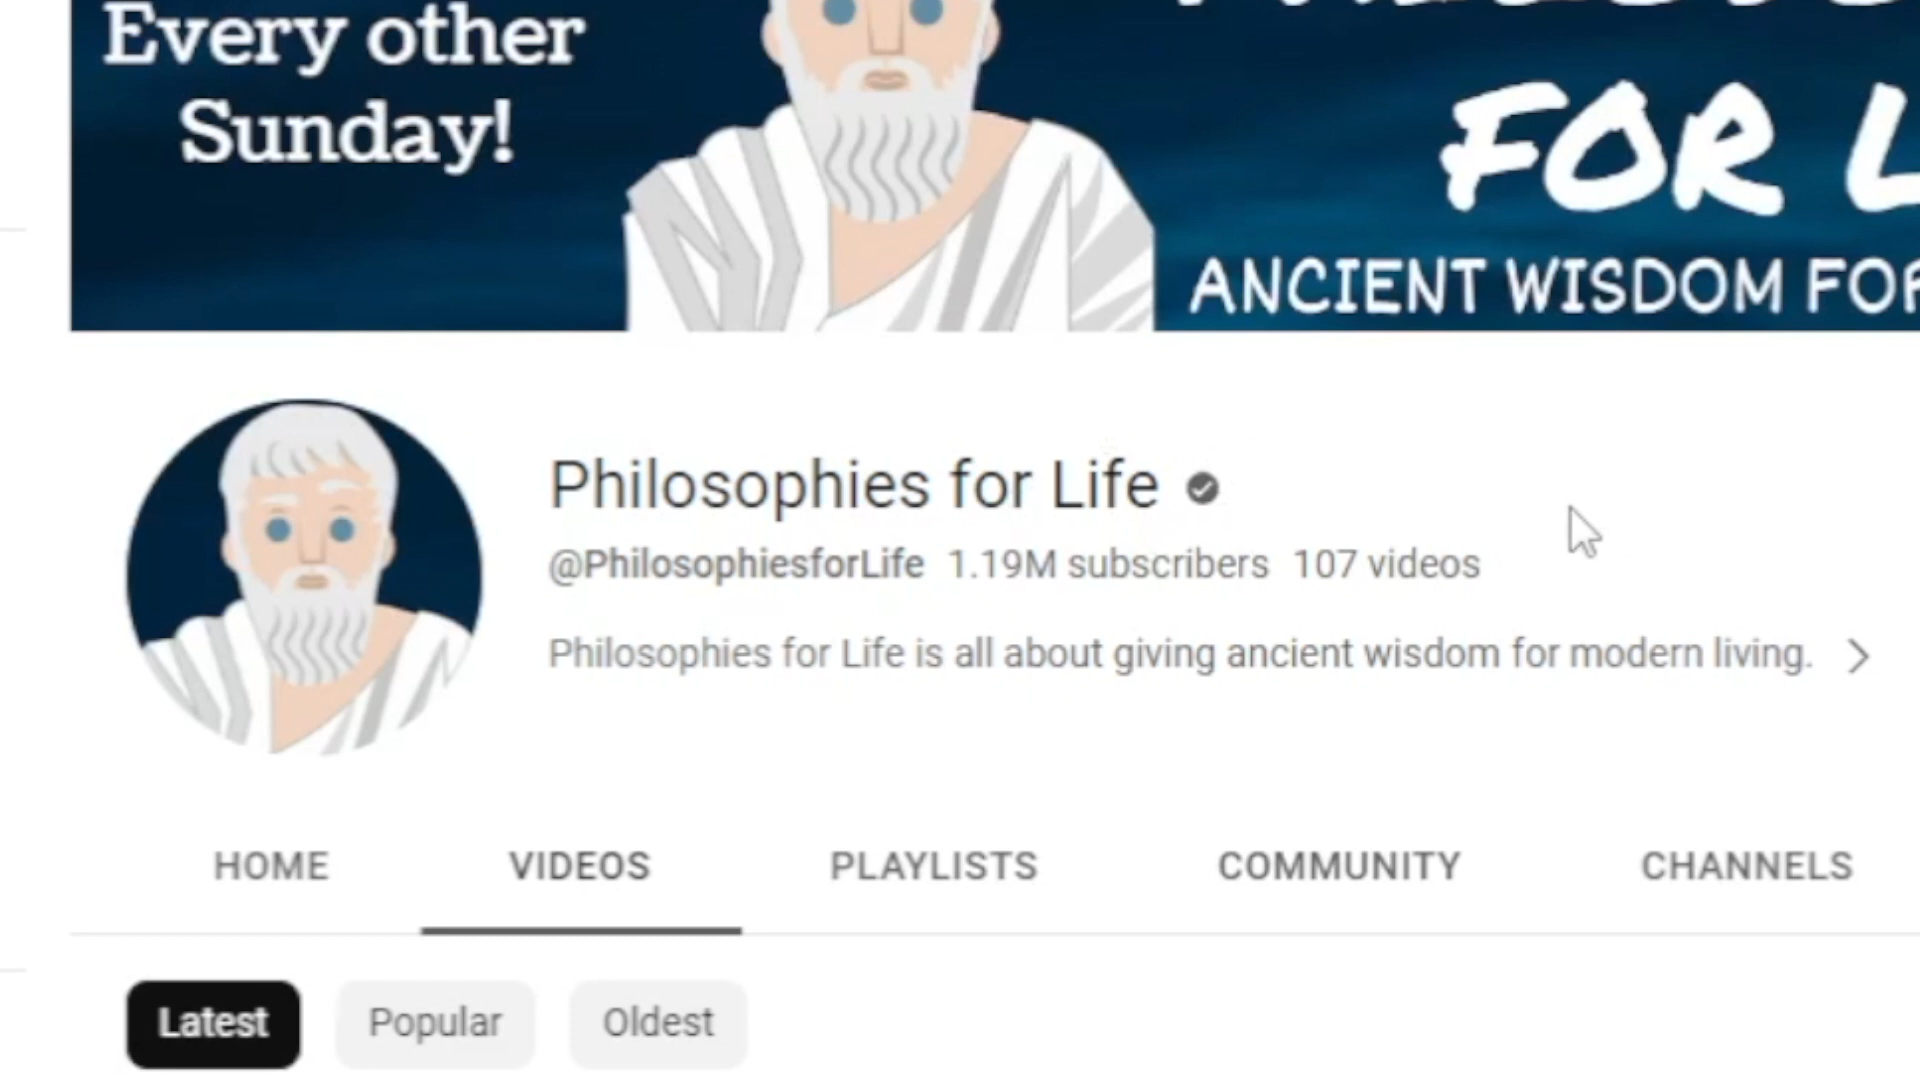 Every other
Sunday!
FOR
ANCIENT WISDOM
Philosophies for Life
@PhilosophiesforLife 1.19M subscribers 107 videos
Philosophies for Life is all about giving ancient wisdom for modern living.
HOME VIDEOS PLAYLISTS COMMUNITY CHANNELS
Latest Popular Oldest